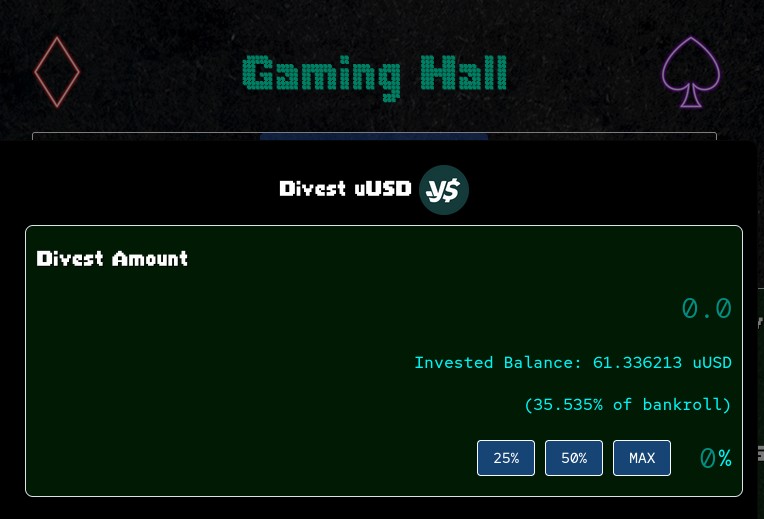 Gaming Hall
Divest uUSD y$
Divest Amount
0.0
Invested Balance: 61.336213 uUSD
(35.535% of bankroll)
25% 50% MAX 0%